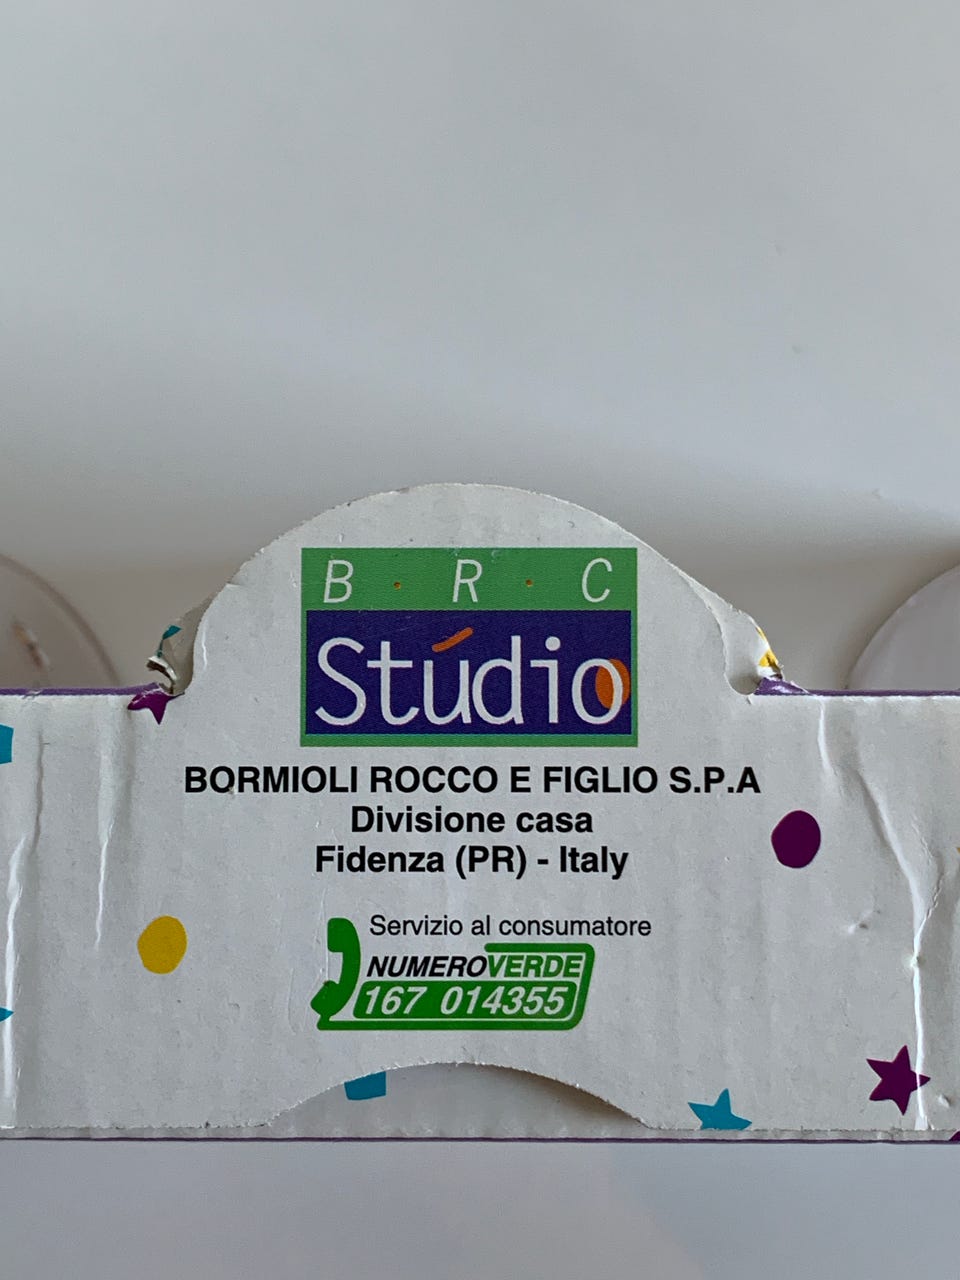 B · R · C
Stúdio
BORMIOLI ROCCO E FIGLIO S.P.A
Divisione casa
Fidenza (PR) - Italy
Servizio al consumatore
NUMEROVERDE
167 014355